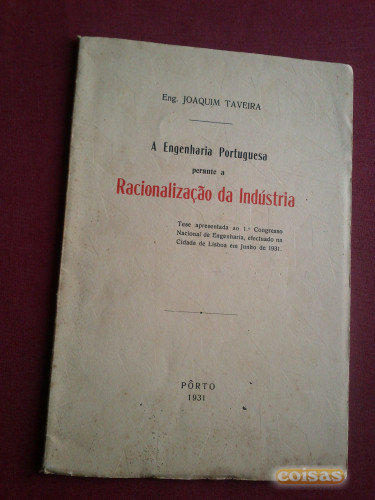 Eng. JOAQUIM TAVEIRA
A Engenharia Portuguesa
perante a
Racionalização da Indústria
Tese apresentada ao 1.º Congresso
Nacional de Engenharia, efectuado na
Cidade de Lisboa em Junho de 1931.
PÔRTO
1931
coisas